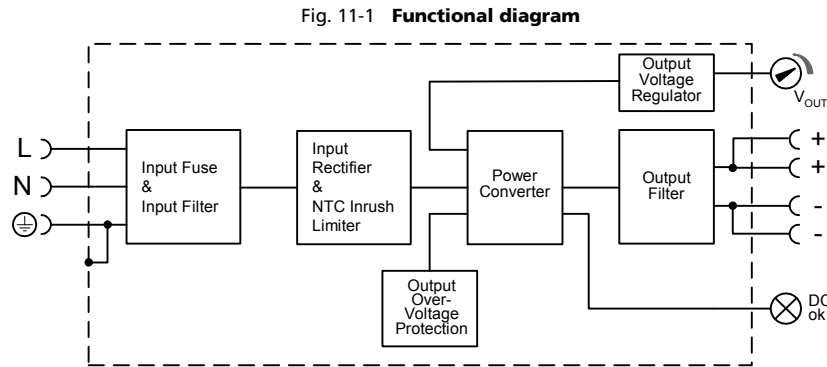 Fig. 11-1 Functional diagram
Output
Voltage
Regulator
VOUT
L
N
Input Fuse
&
Input Filter
Input
Rectifier
&
NTC Inrush
Limiter
Power
Converter
Output
Filter
+
+
-
-
Output
Over-
Voltage
Protection
DC
ok